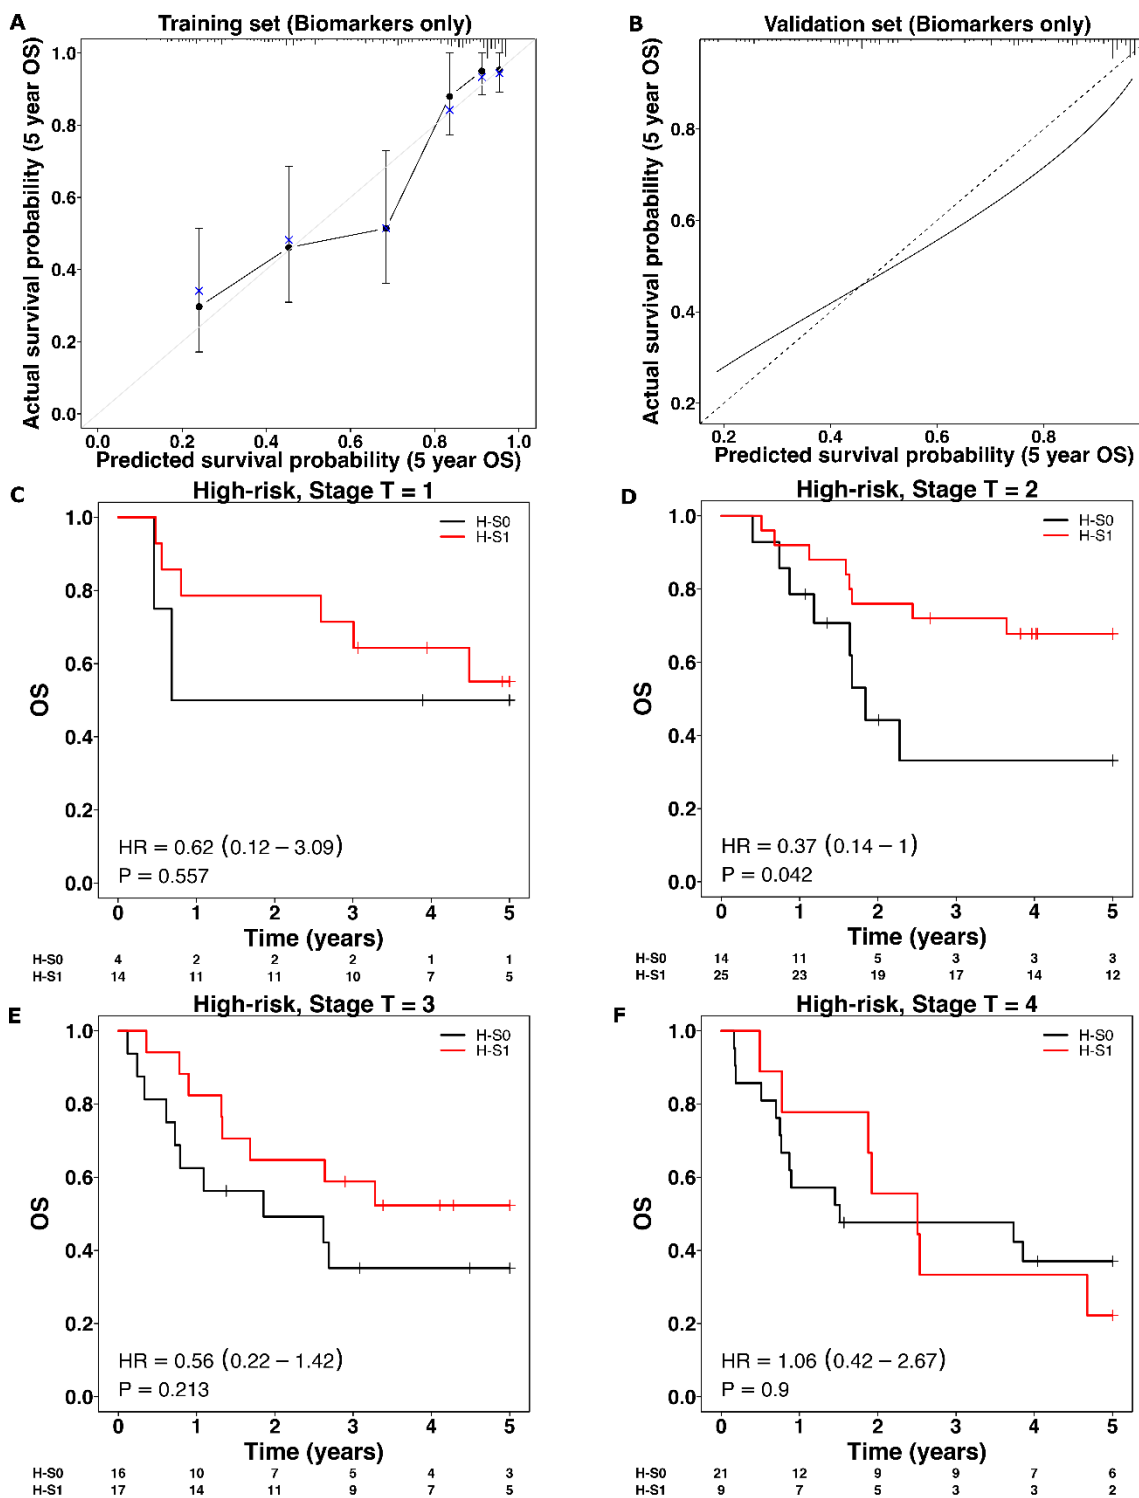 A
Training set (Biomarkers only)
Actual survival probability (5 year OS)
1.0
0.8
0.6
0.4
0.2
0.0
0.0 0.2 0.4 0.6 0.8 1.0
Predicted survival probability (5 year OS)
B
Validation set (Biomarkers only)
Actual survival probability (5 year OS)
0.8
0.6
0.4
0.2
0.2 0.4 0.6 0.8
Predicted survival probability (5 year OS)
C
High-risk, Stage T = 1
H-S0
H-S1
OS
1.0
0.8
0.6
0.4
0.2
0.0
HR = 0.62 (0.12 − 3.09)
P = 0.557
0 1 2 3 4 5
Time (years)
H-S0 4 2 2 2 1 1
H-S1 14 11 11 10 7 5
D
High-risk, Stage T = 2
H-S0
H-S1
OS
1.0
0.8
0.6
0.4
0.2
0.0
HR = 0.37 (0.14 − 1)
P = 0.042
0 1 2 3 4 5
Time (years)
H-S0 14 11 5 3 3 3
H-S1 25 23 19 17 14 12
E
High-risk, Stage T = 3
H-S0
H-S1
OS
1.0
0.8
0.6
0.4
0.2
0.0
HR = 0.56 (0.22 − 1.42)
P = 0.213
0 1 2 3 4 5
Time (years)
H-S0 16 10 7 5 4 3
H-S1 17 14 11 9 7 5
F
High-risk, Stage T = 4
H-S0
H-S1
OS
1.0
0.8
0.6
0.4
0.2
0.0
HR = 1.06 (0.42 − 2.67)
P = 0.9
0 1 2 3 4 5
Time (years)
H-S0 21 12 9 9 7 6
H-S1 9 7 5 3 3 2